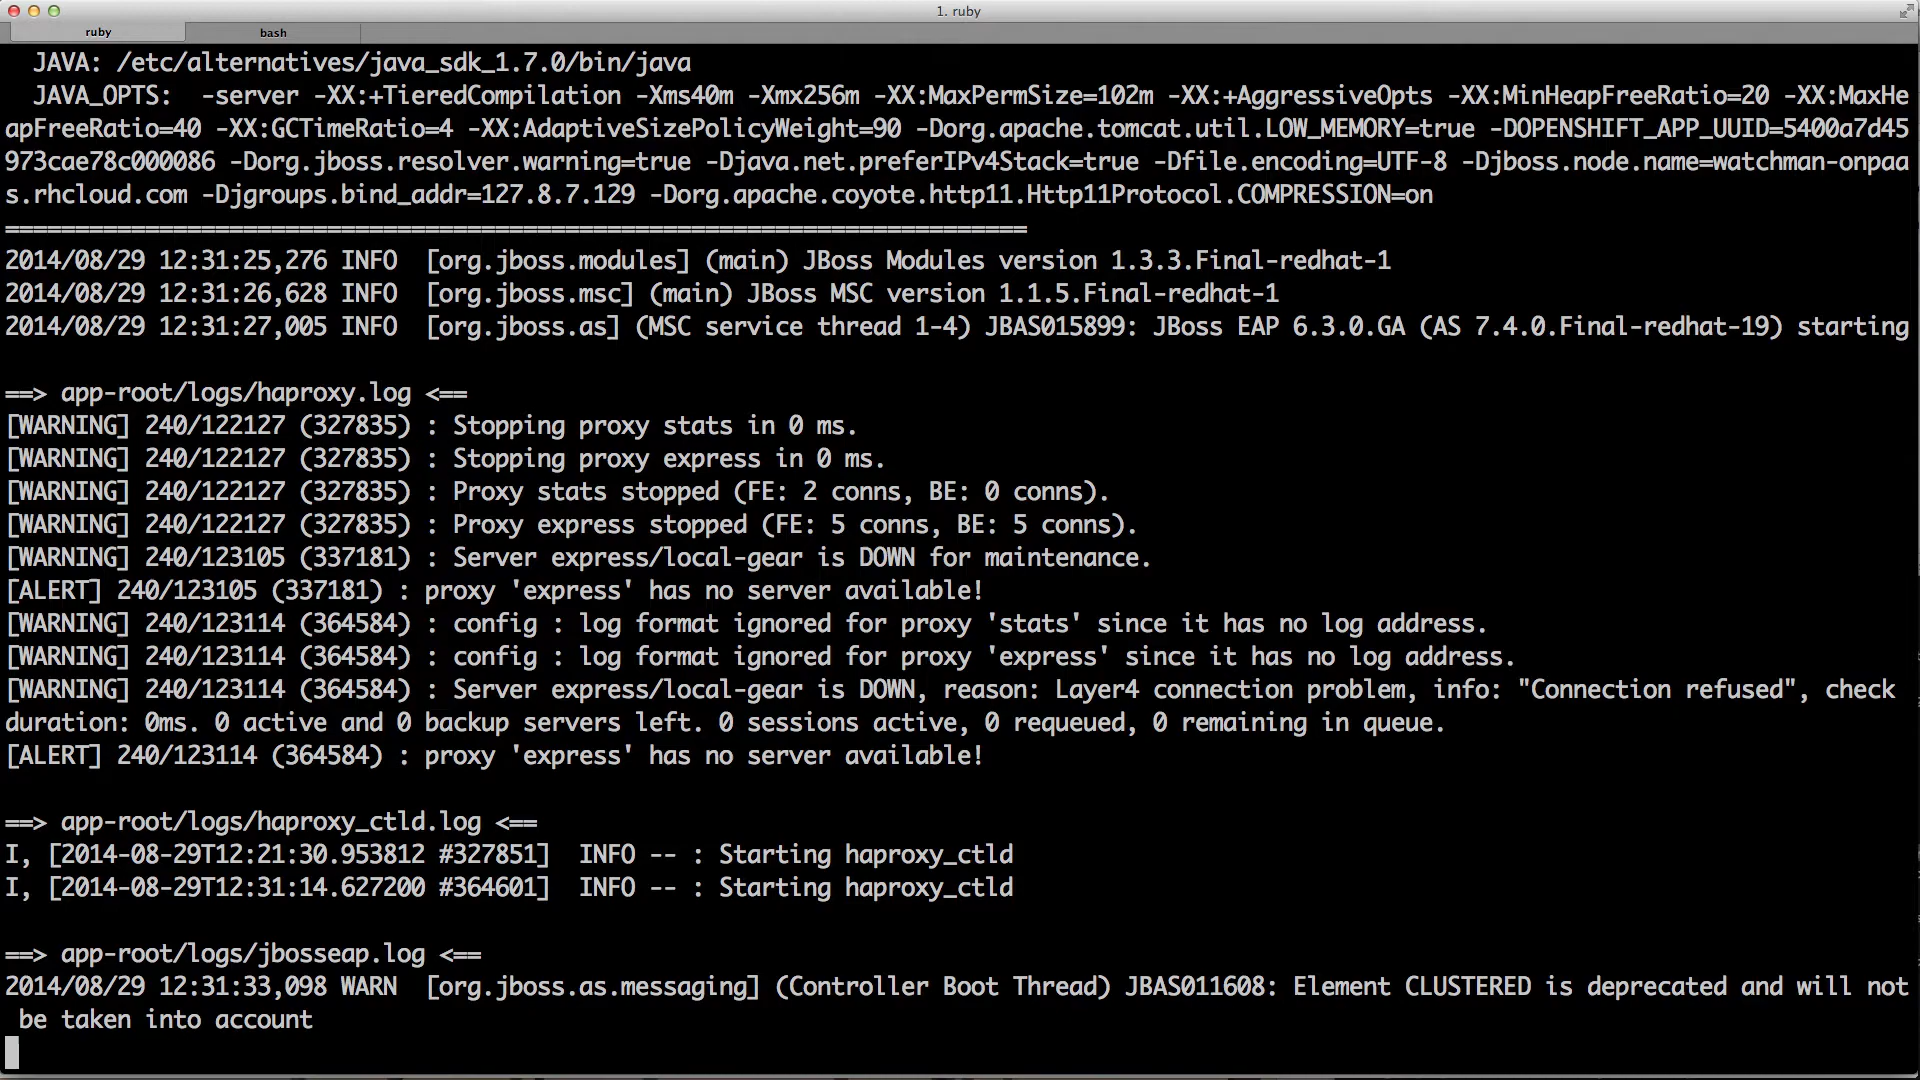 1. ruby
ruby bash
JAVA: /etc/alternatives/java_sdk_1.7.0/bin/java
JAVA_OPTS:  -server -XX:+TieredCompilation -Xms40m -Xmx256m -XX:MaxPermSize=102m -XX:+AggressiveOpts -XX:MinHeapFreeRatio=20 -XX:MaxHe
apFreeRatio=40 -XX:GCTimeRatio=4 -XX:AdaptiveSizePolicyWeight=90 -Dorg.apache.tomcat.util.LOW_MEMORY=true -DOPENSHIFT_APP_UUID=5400a7d45
973cae78c000086 -Dorg.jboss.resolver.warning=true -Djava.net.preferIPv4Stack=true -Dfile.encoding=UTF-8 -Djboss.node.name=watchman-onpaa
s.rhcloud.com -Djgroups.bind_addr=127.8.7.129 -Dorg.apache.coyote.http11.Http11Protocol.COMPRESSION=on
=========================================================================
2014/08/29 12:31:25,276 INFO  [org.jboss.modules] (main) JBoss Modules version 1.3.3.Final-redhat-1
2014/08/29 12:31:26,628 INFO  [org.jboss.msc] (main) JBoss MSC version 1.1.5.Final-redhat-1
2014/08/29 12:31:27,005 INFO  [org.jboss.as] (MSC service thread 1-4) JBAS015899: JBoss EAP 6.3.0.GA (AS 7.4.0.Final-redhat-19) starting
==> app-root/logs/haproxy.log <==
[WARNING] 240/122127 (327835) : Stopping proxy stats in 0 ms.
[WARNING] 240/122127 (327835) : Stopping proxy express in 0 ms.
[WARNING] 240/122127 (327835) : Proxy stats stopped (FE: 2 conns, BE: 0 conns).
[WARNING] 240/122127 (327835) : Proxy express stopped (FE: 5 conns, BE: 5 conns).
[WARNING] 240/123105 (337181) : Server express/local-gear is DOWN for maintenance.
[ALERT] 240/123105 (337181) : proxy 'express' has no server available!
[WARNING] 240/123114 (364584) : config : log format ignored for proxy 'stats' since it has no log address.
[WARNING] 240/123114 (364584) : config : log format ignored for proxy 'express' since it has no log address.
[WARNING] 240/123114 (364584) : Server express/local-gear is DOWN, reason: Layer4 connection problem, info: "Connection refused", check
duration: 0ms. 0 active and 0 backup servers left. 0 sessions active, 0 requeued, 0 remaining in queue.
[ALERT] 240/123114 (364584) : proxy 'express' has no server available!
==> app-root/logs/haproxy_ctld.log <==
I, [2014-08-29T12:21:30.953812 #327851]  INFO -- : Starting haproxy_ctld
I, [2014-08-29T12:31:14.627200 #364601]  INFO -- : Starting haproxy_ctld
==> app-root/logs/jbosseap.log <==
2014/08/29 12:31:33,098 WARN  [org.jboss.as.messaging] (Controller Boot Thread) JBAS011608: Element CLUSTERED is deprecated and will not
be taken into account